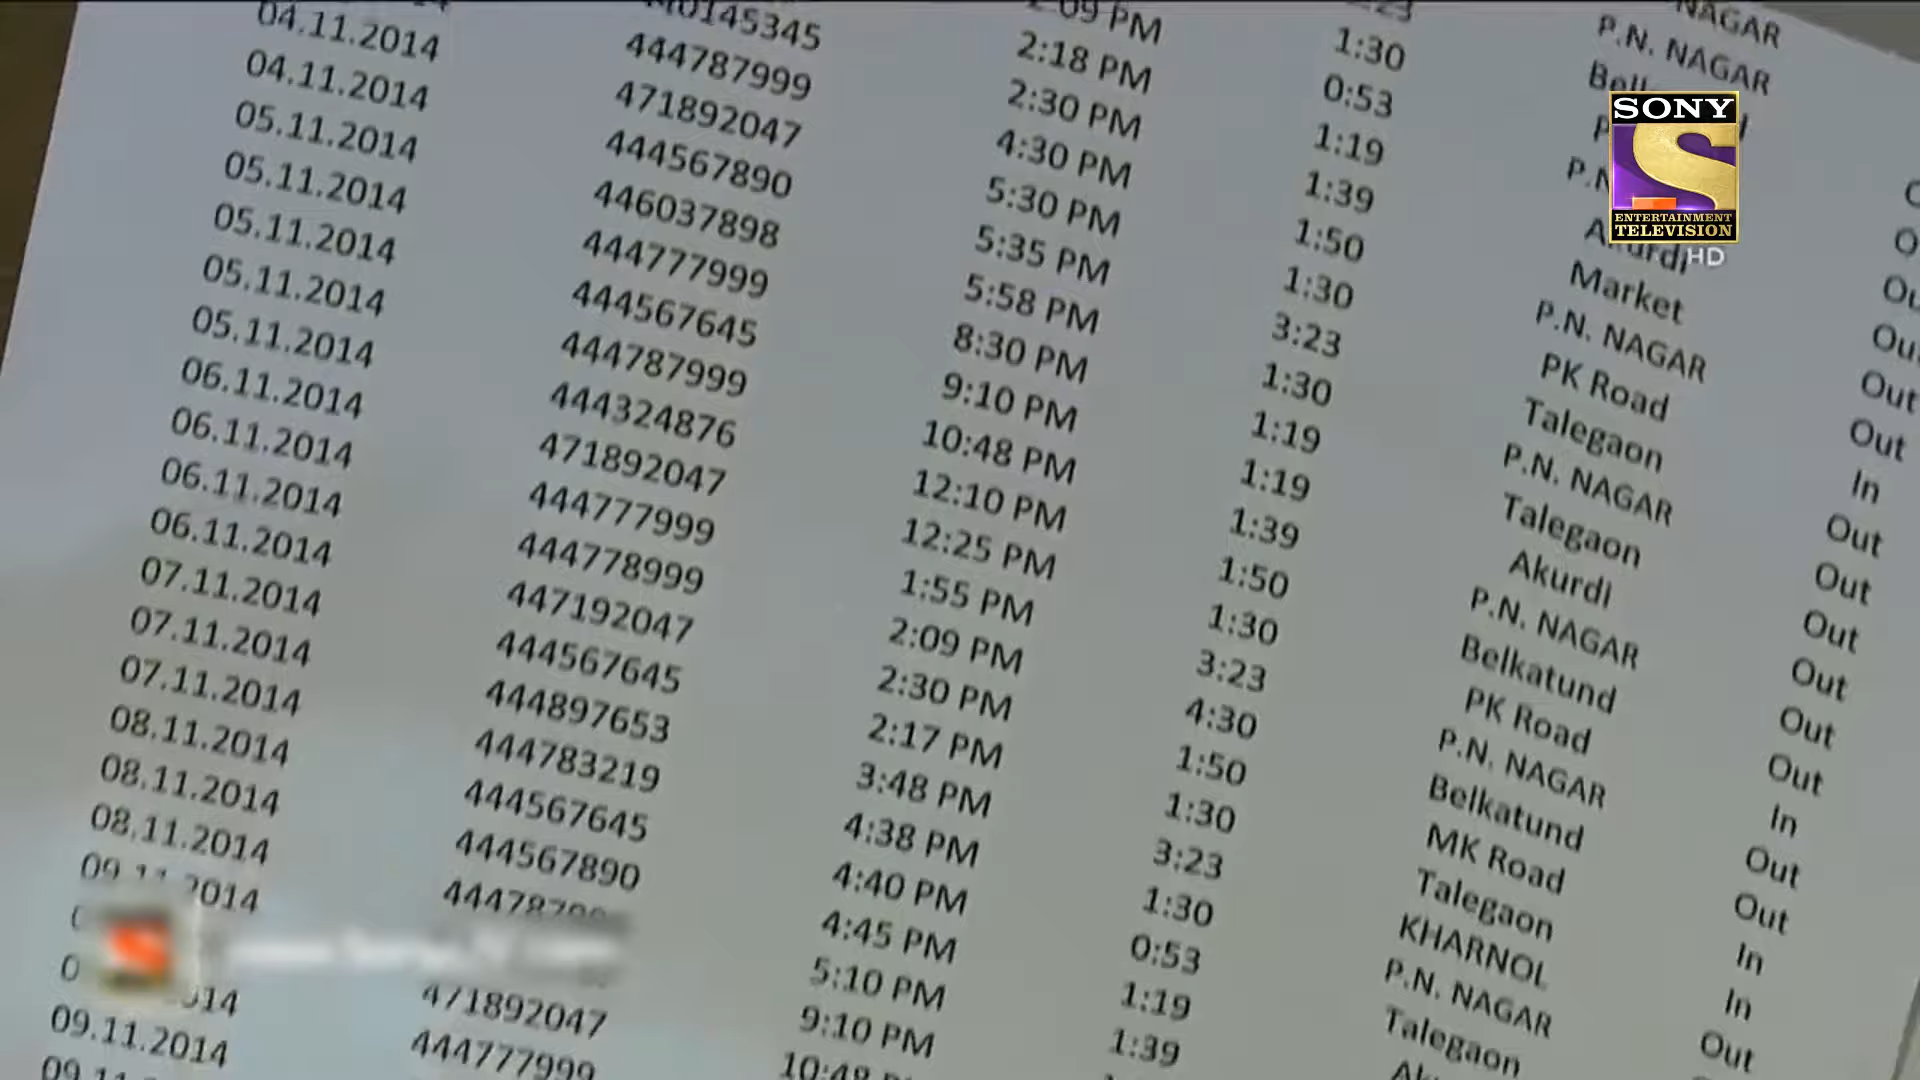 04.11.2014
04.11.2014
05.11.2014
05.11.2014
05.11.2014
05.11.2014
05.11.2014
06.11.2014
06.11.2014
06.11.2014
06.11.2014
07.11.2014
07.11.2014
07.11.2014
08.11.2014
08.11.2014
08.11.2014
09.11.2014
09.11.2014
M0145345
444787999
471892047
444567890
446037898
444777999
444567645
444787999
444324876
471892047
444777999
444778999
447192047
444567645
444897653
444783219
444567645
444567890
471892047
444777999
2:09 PM
2:18 PM
2:30 PM
4:30 PM
5:30 PM
5:35 PM
5:58 PM
8:30 PM
9:10 PM
10:48 PM
12:10 PM
12:25 PM
1:55 PM
2:09 PM
2:30 PM
2:17 PM
3:48 PM
4:38 PM
4:40 PM
4:45 PM
5:10 PM
9:10 PM
10:48
1:30
0:53
1:19
1:39
1:50
1:30
3:23
1:30
1:19
1:19
1:39
1:50
1:30
3:23
4:30
1:50
1:30
3:23
1:30
0:53
1:19
1:39
NAGAR
P.N. NAGAR
Akurdi
Market
P.N. NAGAR
PK Road
Talegaon
P.N. NAGAR
Talegaon
Akurdi
P.N. NAGAR
Belkatund
PK Road
P.N. NAGAR
Belkatund
MK Road
Talegaon
KHARNOL
P.N. NAGAR
Talegaon
Out
Out
Out
Out
In
Out
Out
Out
Out
Out
Out
In
Out
Out
In
In
Out
SONY
S
ENTERTAINMENT
TELEVISION
HD